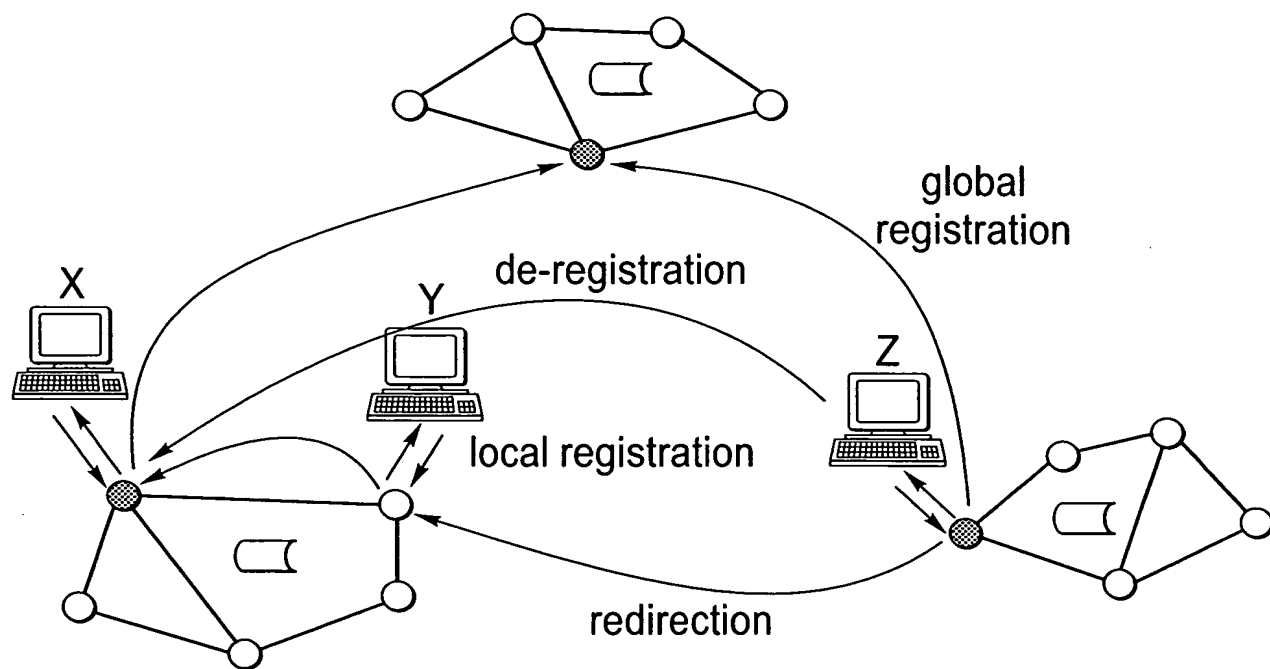 global
registration
de-registration
X
Y
Z
local registration
redirection